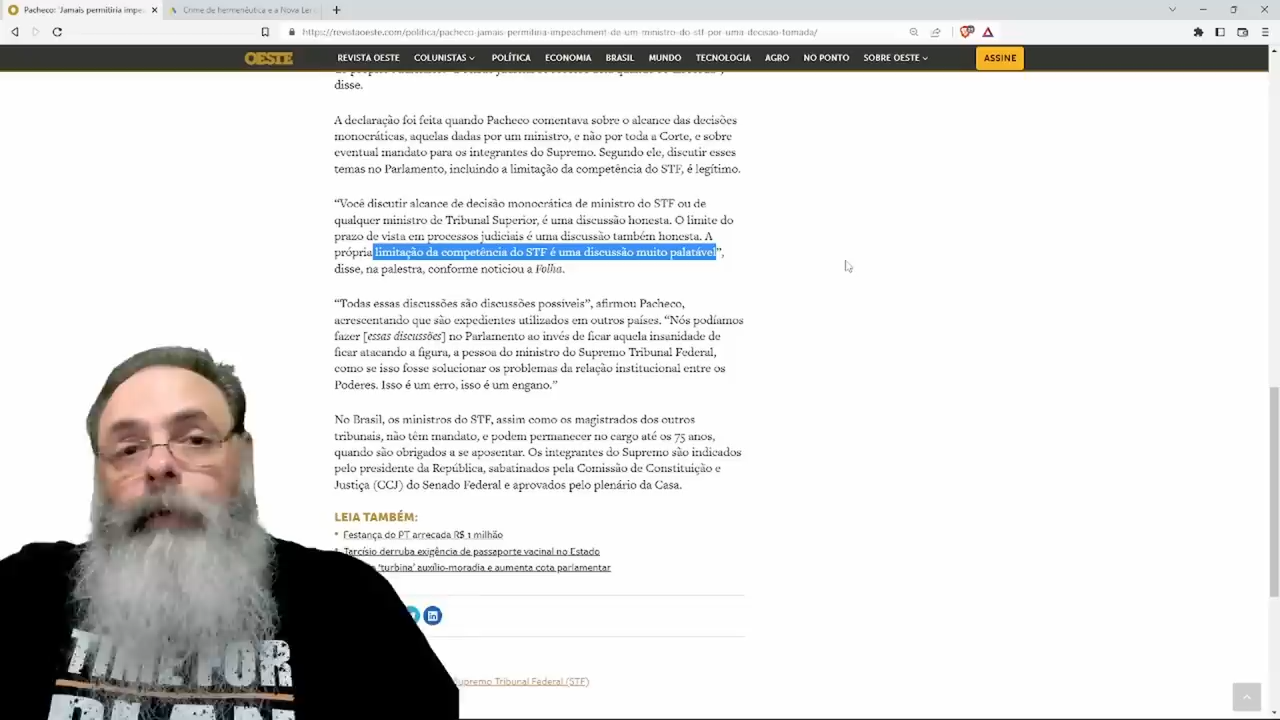 Pacheco: 'Jamais permitiria impe
Crime de hermenêutica e a Nova Lei
https://revistaoeste.com/politica/pacheco-jamais-permitiria-impeachment-de-um-ministro-do-stf-por-uma-decisao-tomada/
OESTE
REVISTA OESTE
COLUNISTAS
POLÍTICA
ECONOMIA
BRASIL
MUNDO
TECNOLOGIA
AGRO
NO PONTO
SOBRE OESTE
ASSINE
disse.
A declaração foi feita quando Pacheco comentava sobre o alcance das decisões
monocráticas, aquelas dadas por um ministro, e não por toda a Corte, e sobre
eventual mandato para os integrantes do Supremo. Segundo ele, discutir esses
temas no Parlamento, incluindo a limitação da competência do STF, é legítimo.
“Você discutir alcance de decisão monocrática de ministro do STF ou de
qualquer ministro de Tribunal Superior, é uma discussão honesta. O limite do
prazo de vista em processos judiciais é uma discussão também honesta. A
própria limitação da competência do STF é uma discussão muito palatável”,
disse, na palestra, conforme noticiou a Folha.
“Todas essas discussões são discussões possíveis”, afirmou Pacheco,
acrescentando que são expedientes utilizados em outros países. “Nós podíamos
fazer [essas discussões] no Parlamento ao invés de ficar aquela insanidade de
ficar atacando a figura, a pessoa do ministro do Supremo Tribunal Federal,
como se isso fosse solucionar os problemas da relação institucional entre os
Poderes. Isso é um erro, isso é um engano.”
No Brasil, os ministros do STF, assim como os magistrados dos outros
tribunais, não têm mandato, e podem permanecer no cargo até os 75 anos,
quando são obrigados a se aposentar. Os integrantes do Supremo são indicados
pelo presidente da República, sabatinados pela Comissão de Constituição e
Justiça (CCJ) do Senado Federal e aprovados pelo plenário da Casa.
LEIA TAMBÉM:
Festança do PT arrecada R$ 1 milhão
Tarcísio derruba exigência de passaporte vacinal no Estado
‘turbina’ auxílio-moradia e aumenta cota parlamentar
Supremo Tribunal Federal (STF)
TIME FOR